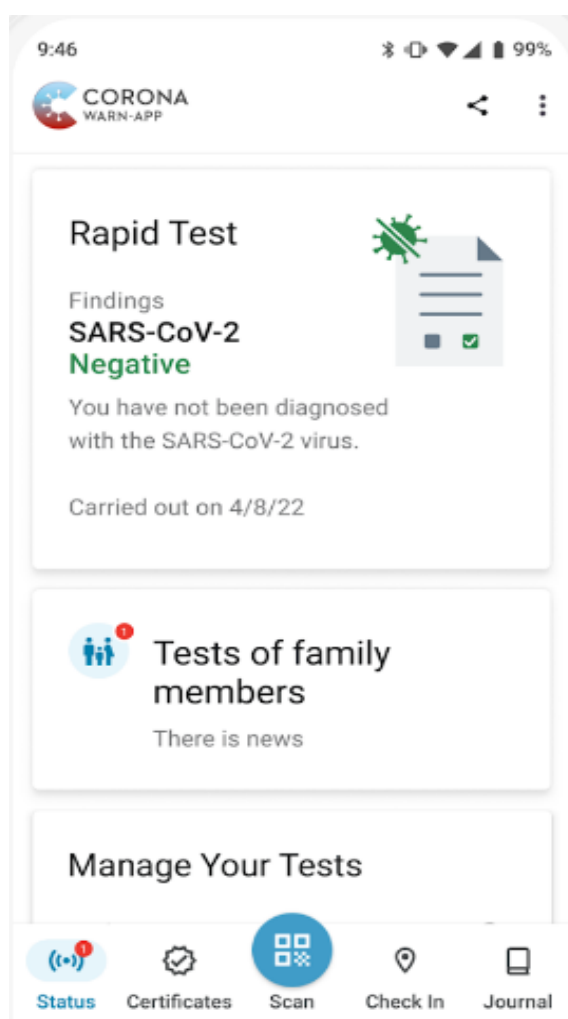 9:46 99%
CORONA
WARN-APP
Rapid Test
Findings
SARS-CoV-2
Negative
You have not been diagnosed
with the SARS-CoV-2 virus.
Carried out on 4/8/22
1
Tests of family
members
There is news
Manage Your Tests
1
Status Certificates Scan Check In Journal